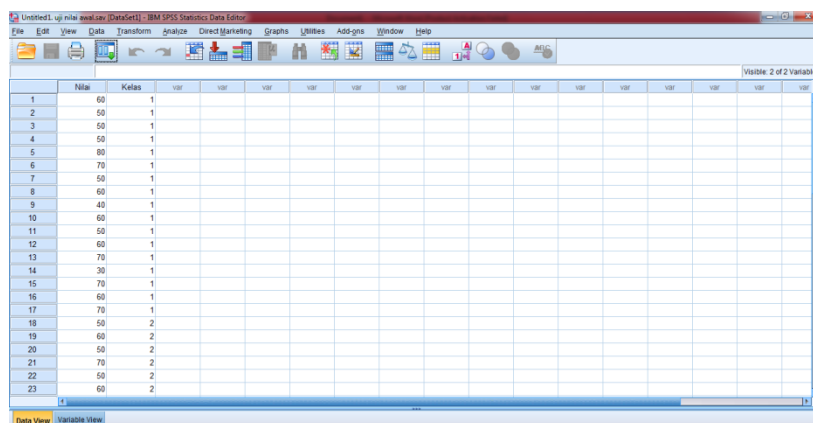 Untitled1. uji nilai awal.sav [DataSet1] - IBM SPSS Statistics Data Editor
File Edit View Data Transform Analyze Direct Marketing Graphs Utilities Add-ons Window Help
Visible: 2 of 2 Variabl
Nilai Kelas var var var var var var var var var var var var var var
1 60 1
2 50 1
3 50 1
4 50 1
5 80 1
6 70 1
7 50 1
8 60 1
9 40 1
10 60 1
11 50 1
12 60 1
13 70 1
14 30 1
15 70 1
16 60 1
17 70 1
18 50 2
19 60 2
20 50 2
21 70 2
22 50 2
23 60 2
Data View Variable View